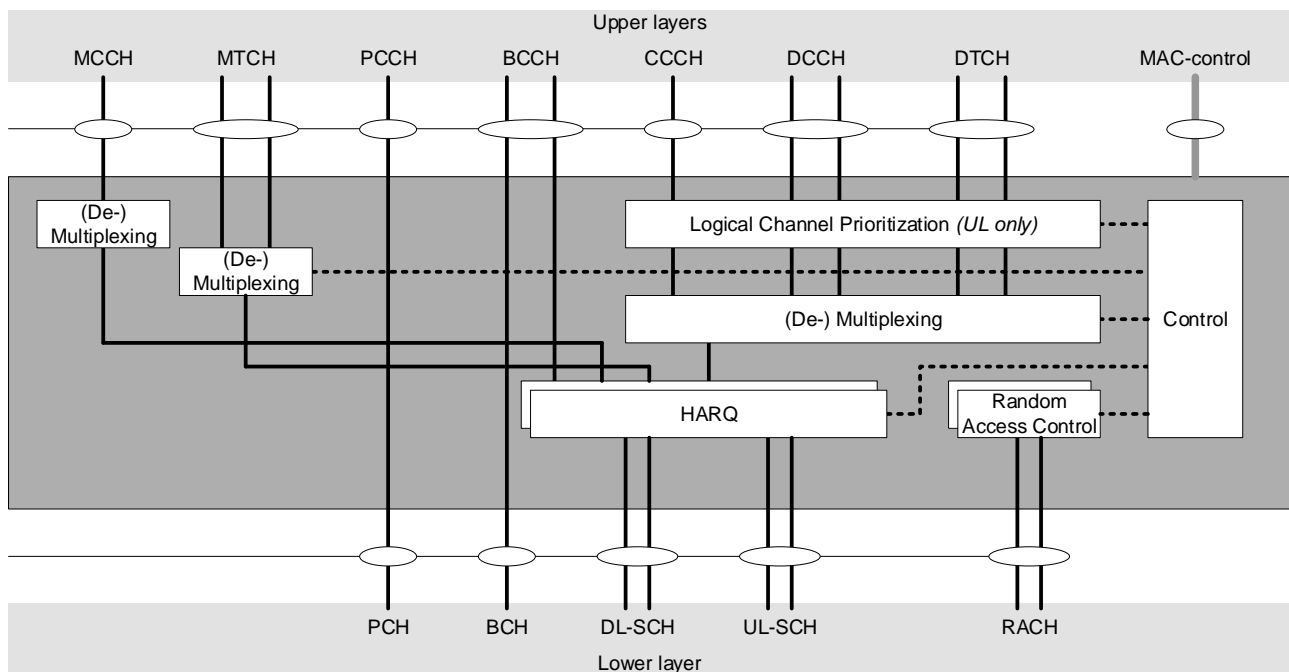 Upper layers
MCCH MTCH PCCH BCCH CCCH DCCH DTCH MAC-control
(De-)
Multiplexing
Logical Channel Prioritization (UL only)
(De-)
Multiplexing
(De-) Multiplexing
Control
HARQ
Random
Access Control
PCH BCH DL-SCH UL-SCH RACH
Lower layer